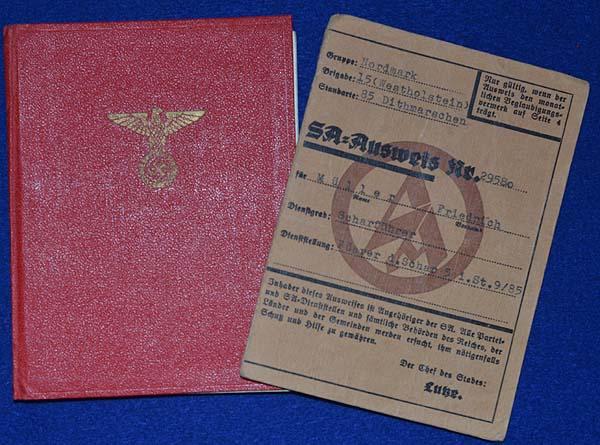 Gruppe: Nordmark
Brigade: 15(Westholstein)
Standarte: 85 Dithmarschen
Nur gültig, wenn der
Ausweis den monat-
lichen Beglaubigungs-
vermerk auf Seite 4
trägt.
SA-Ausweis Nr. 29580
für Müller, Friedrich
Name
Dienstgrad: Scharführer
Dienststellung: d.Schar St.9/85
Inhaber dieses Ausweises ist Angehöriger der SA. Alle Partei-
und SA-Dienststellen und sämtliche Behörden des Reiches, der
Länder und der Gemeinden werden ersucht, ihm nötigenfalls
Schutz und Hilfe zu gewähren.
Der Chef des Stabes:
Lutze.